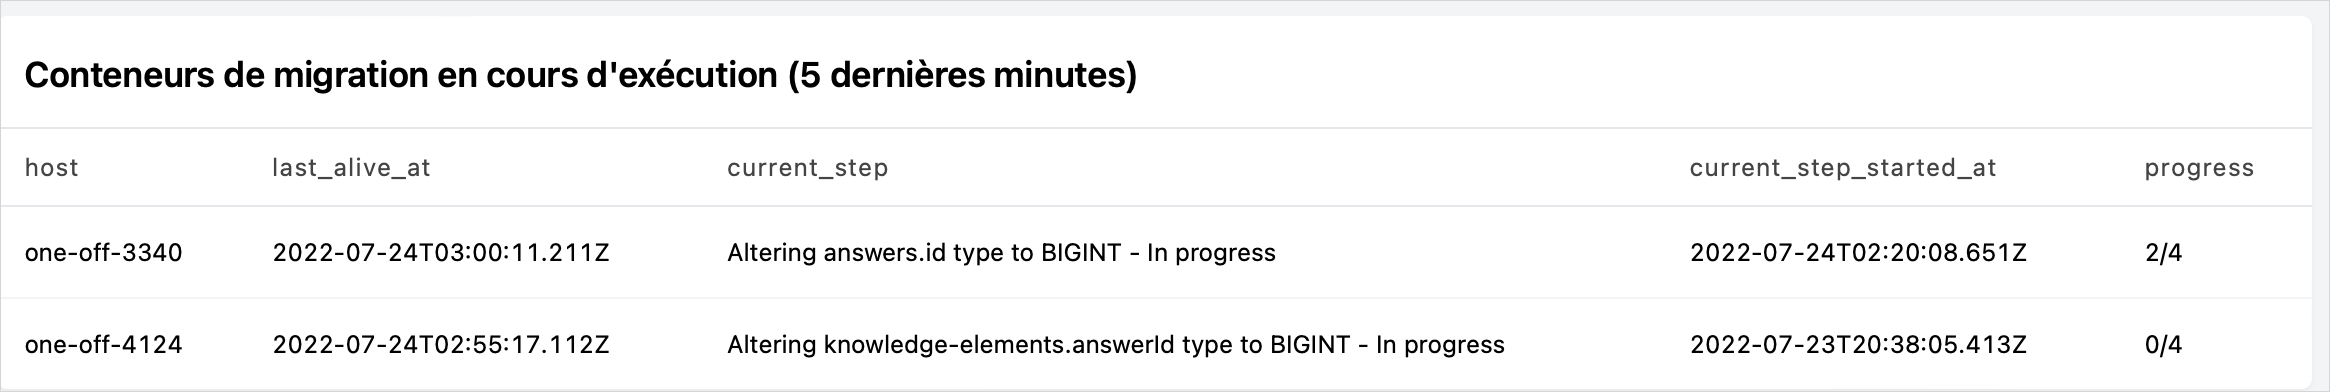 Conteneurs de migration en cours d'exécution (5 dernières minutes)
host last_alive_at current_step current_step_started_at progress
one-off-3340 2022-07-24T03:00:11.211Z Altering answers.id type to BIGINT - In progress 2022-07-24T02:20:08.651Z 2/4
one-off-4124 2022-07-24T02:55:17.112Z Altering knowledge-elements.answerId type to BIGINT - In progress 2022-07-23T20:38:05.413Z 0/4